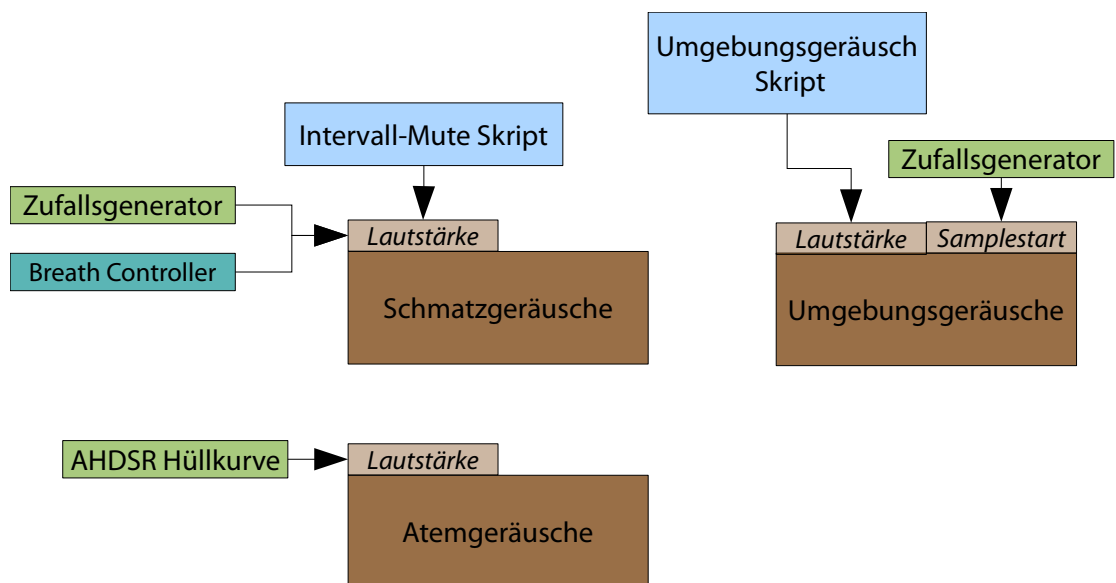 Umgebungsgeräusch
Skript
Intervall-Mute Skript
Zufallsgenerator
Zufallsgenerator
Breath Controller
Lautstärke
Lautstärke
Samplestart
Schmatzgeräusche
Umgebungsgeräusche
AHDSR Hüllkurve
Lautstärke
Atemgeräusche